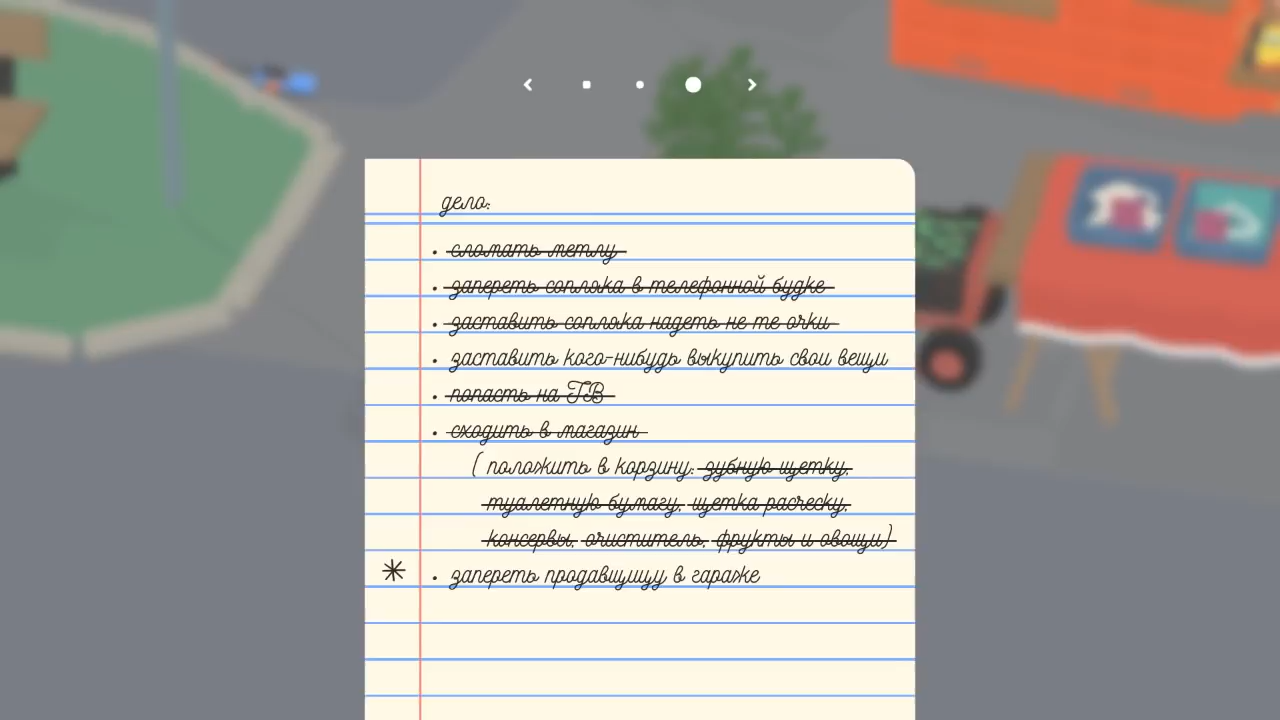 дело:
• сломать метлу
• запереть сопляка в телефонной будке
• заставить сопляка надеть не те очки
• заставить кого-нибудь выкупить свои вещи
• попасть на ТВ
• сходить в магазин
( положить в корзину: зубную щетку,
туалетную бумагу, щетка расческу,
консервы, очиститель, фрукты и овощи)
* • запереть продавщицу в гараже